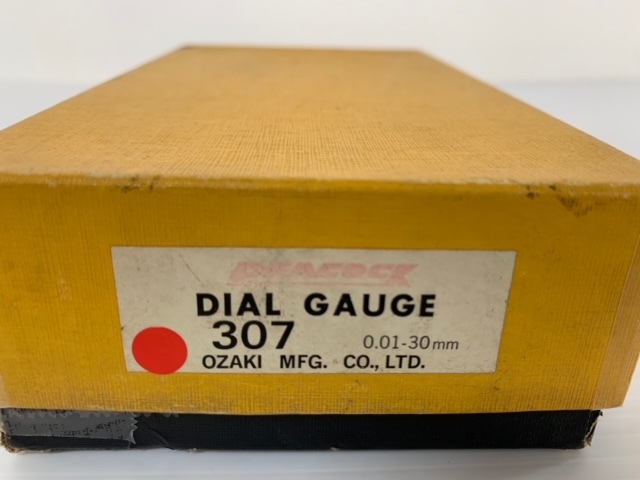 PEACOCK
DIAL GAUGE
307 0.01-30mm
OZAKI MFG. CO., LTD.